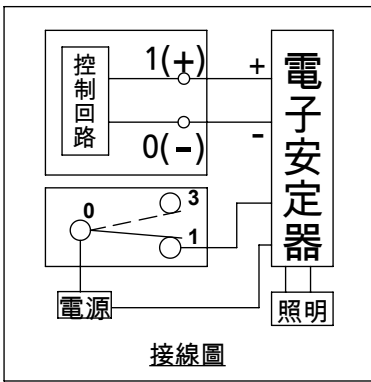 控制回路
1(+)
0(-)
+
-
電子安定器
0
3
1
電源
照明
接線圖